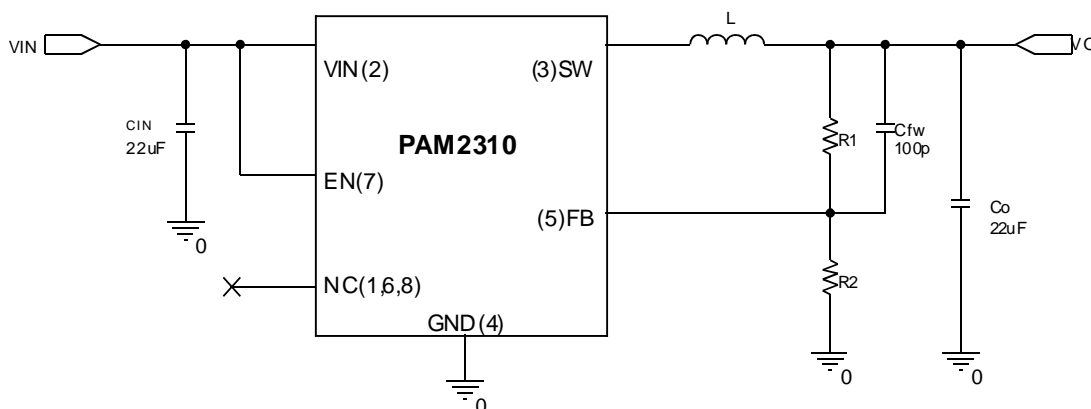 L
VIN
VO
VIN(2)
(3)SW
CIN
22uF
PAM2310
R1
Cfw
100p
EN(7)
(5)FB
Co
22uF
0
NC(1,6,8)
R2
GND(4)
0
0
0